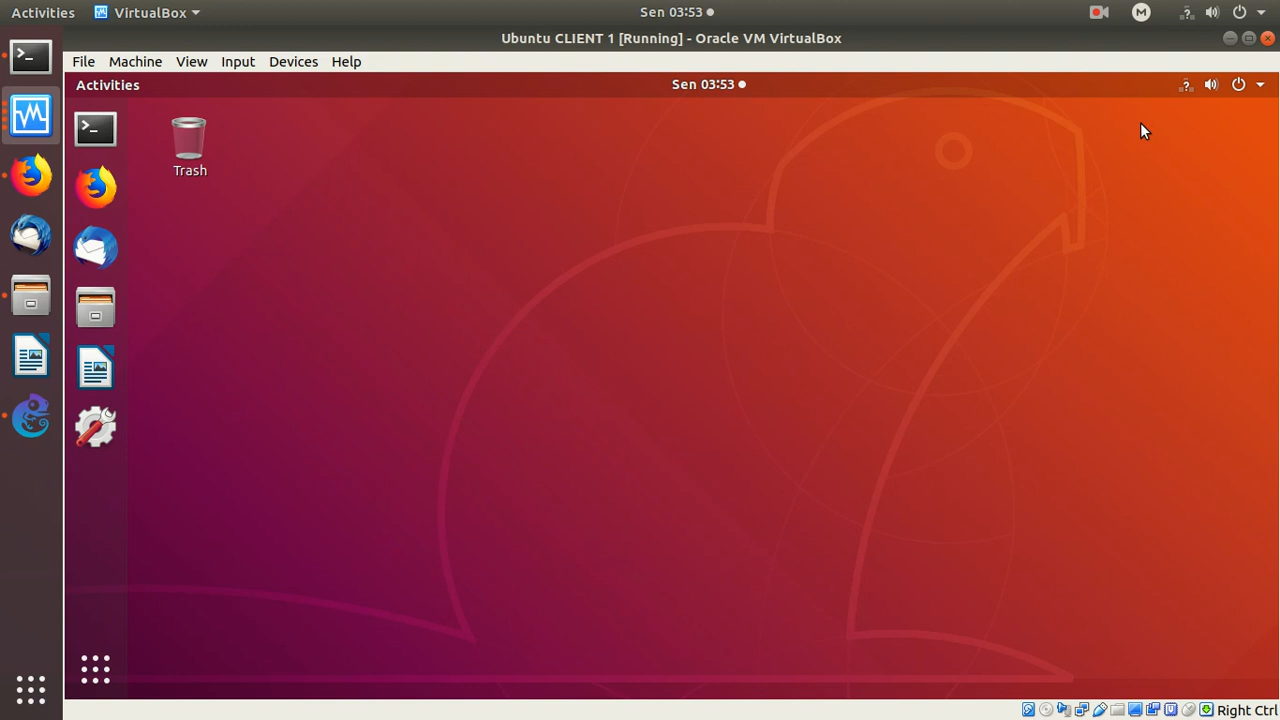 Activities VirtualBox Sen 03:53 M
Ubuntu CLIENT 1 [Running] - Oracle VM VirtualBox
File Machine View Input Devices Help
Activities Sen 03:53
Trash
Right Ctrl